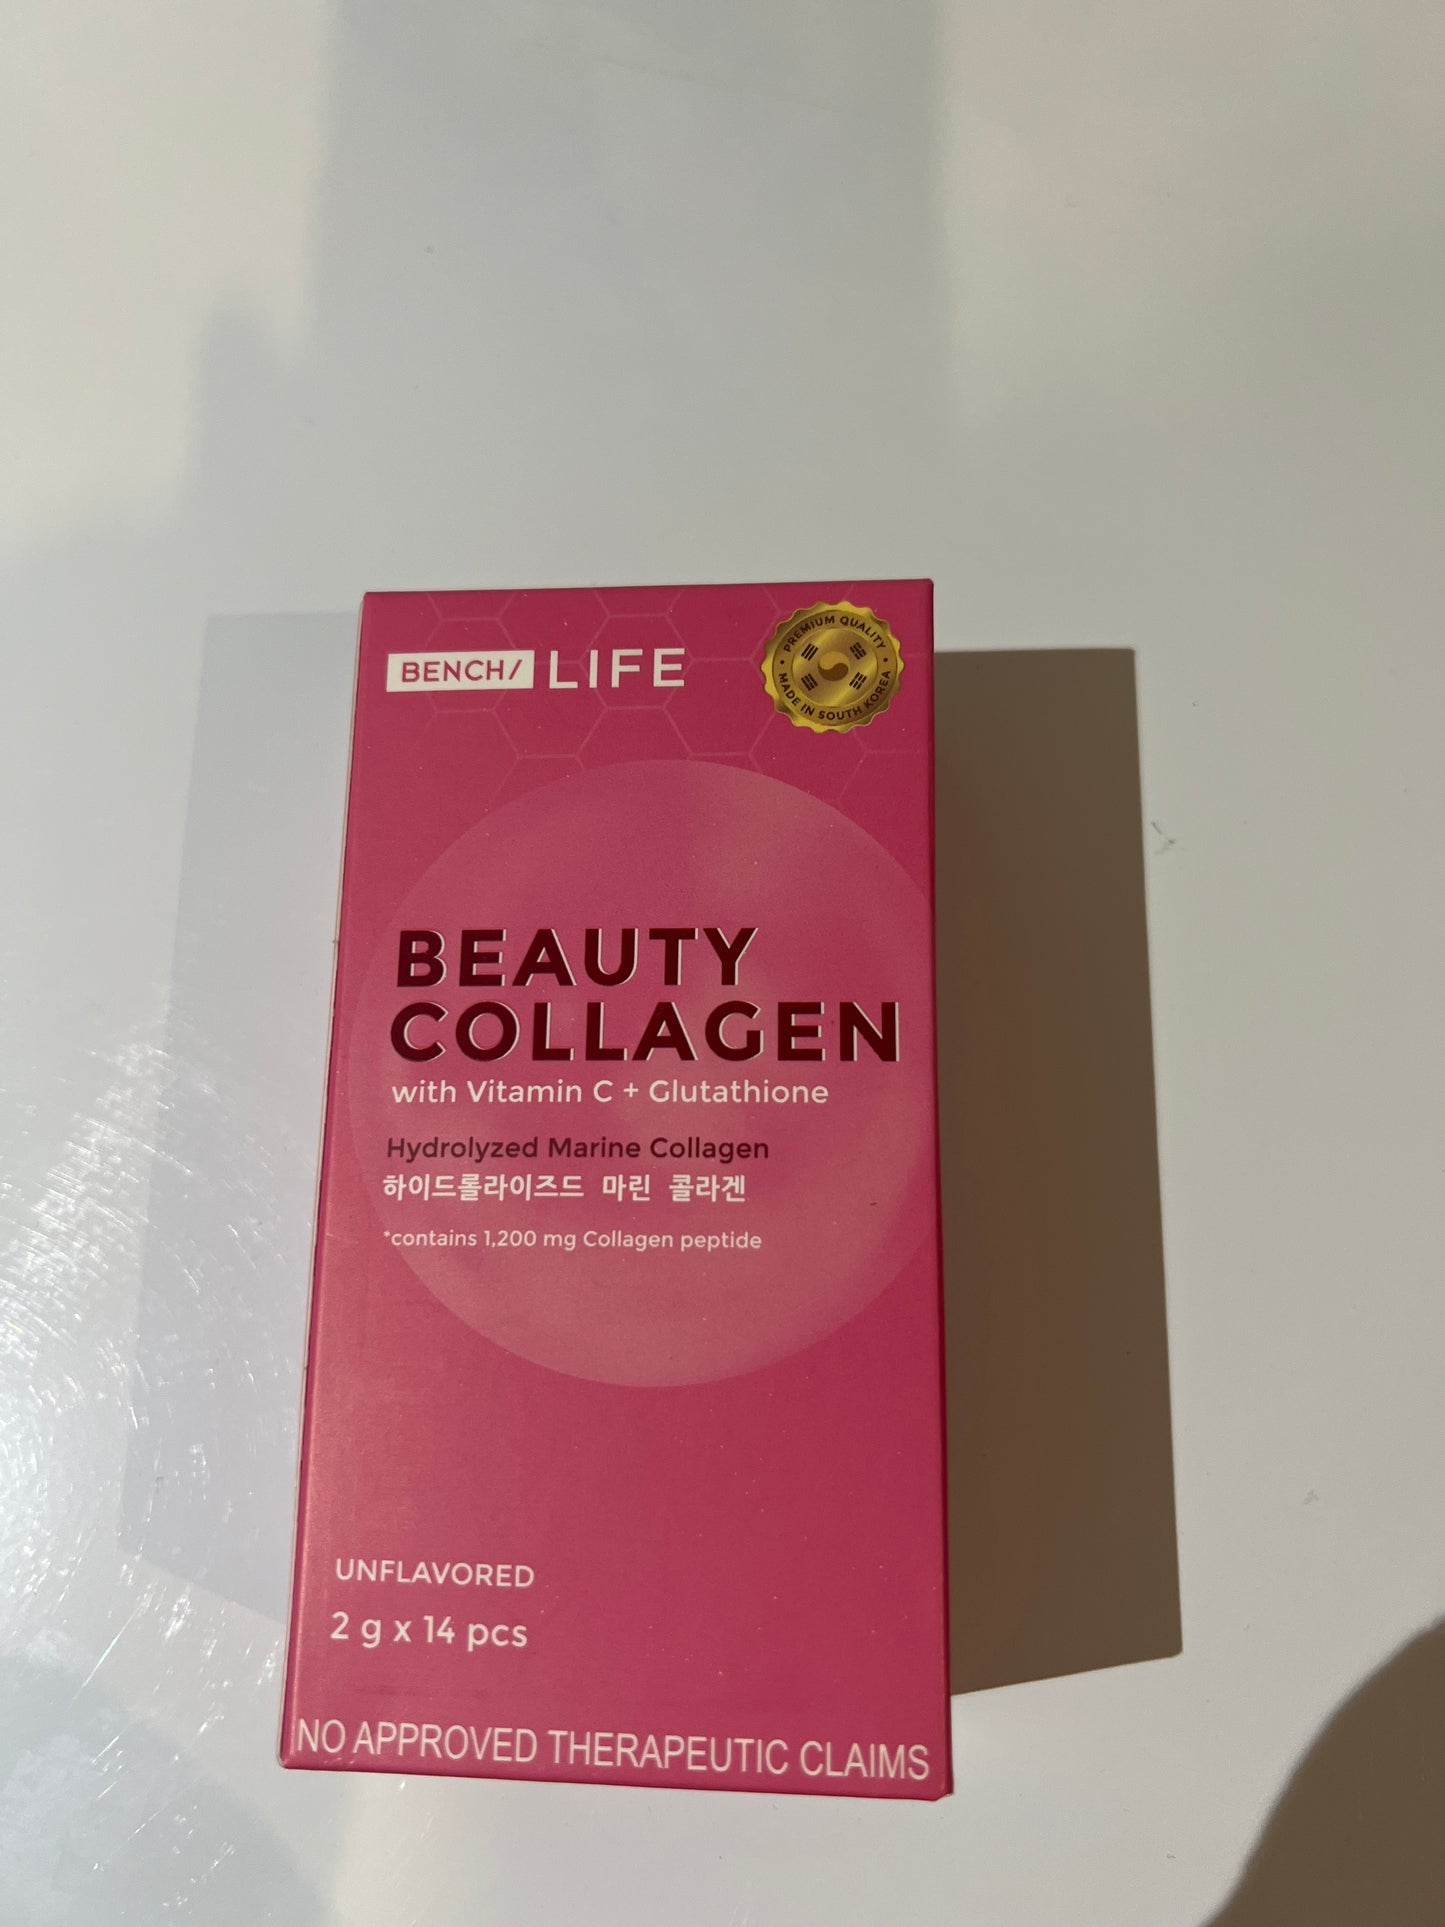 BENCH/ LIFE
PREMIUM QUALITY
• MADE IN SOUTH KOREA •
BEAUTY
COLLAGEN
with Vitamin C + Glutathione
Hydrolyzed Marine Collagen
하이드롤라이즈드 마린 콜라겐
*contains 1,200 mg Collagen peptide
UNFLAVORED
2 g x 14 pcs
NO APPROVED THERAPEUTIC CLAIMS